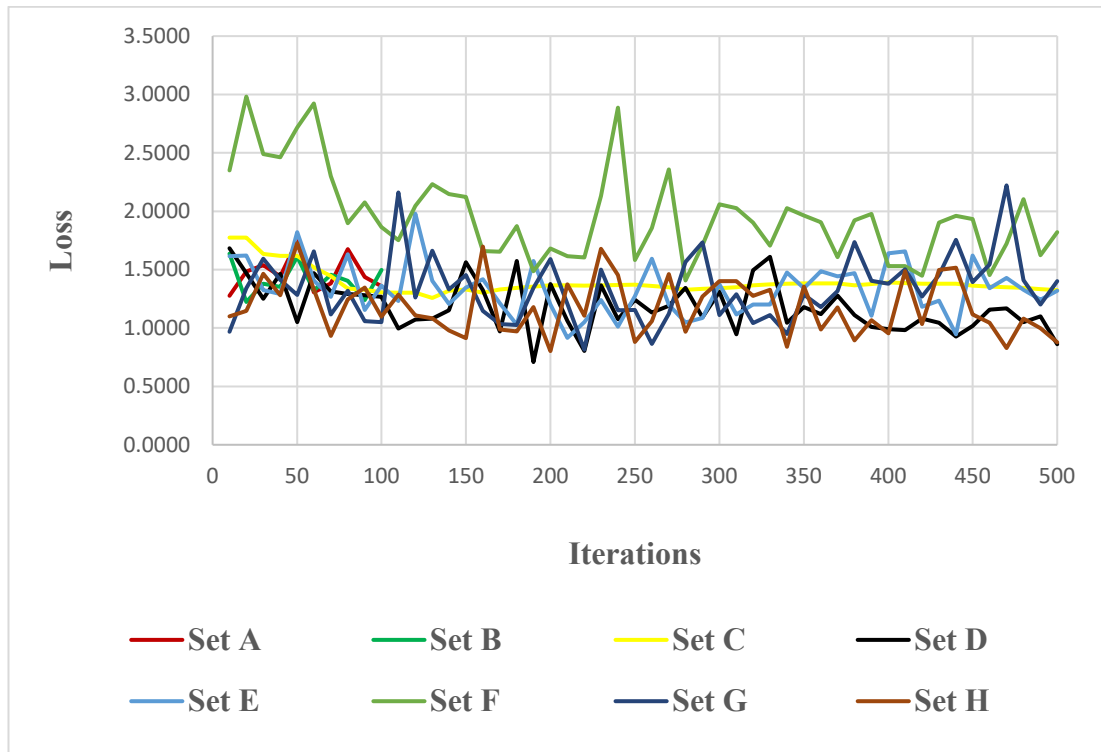 3.5000
3.0000
2.5000
2.0000
1.5000
1.0000
0.5000
0.0000
Loss
0 50 100 150 200 250 300 350 400 450 500
Iterations
Set A Set B Set C Set D
Set E Set F Set G Set H